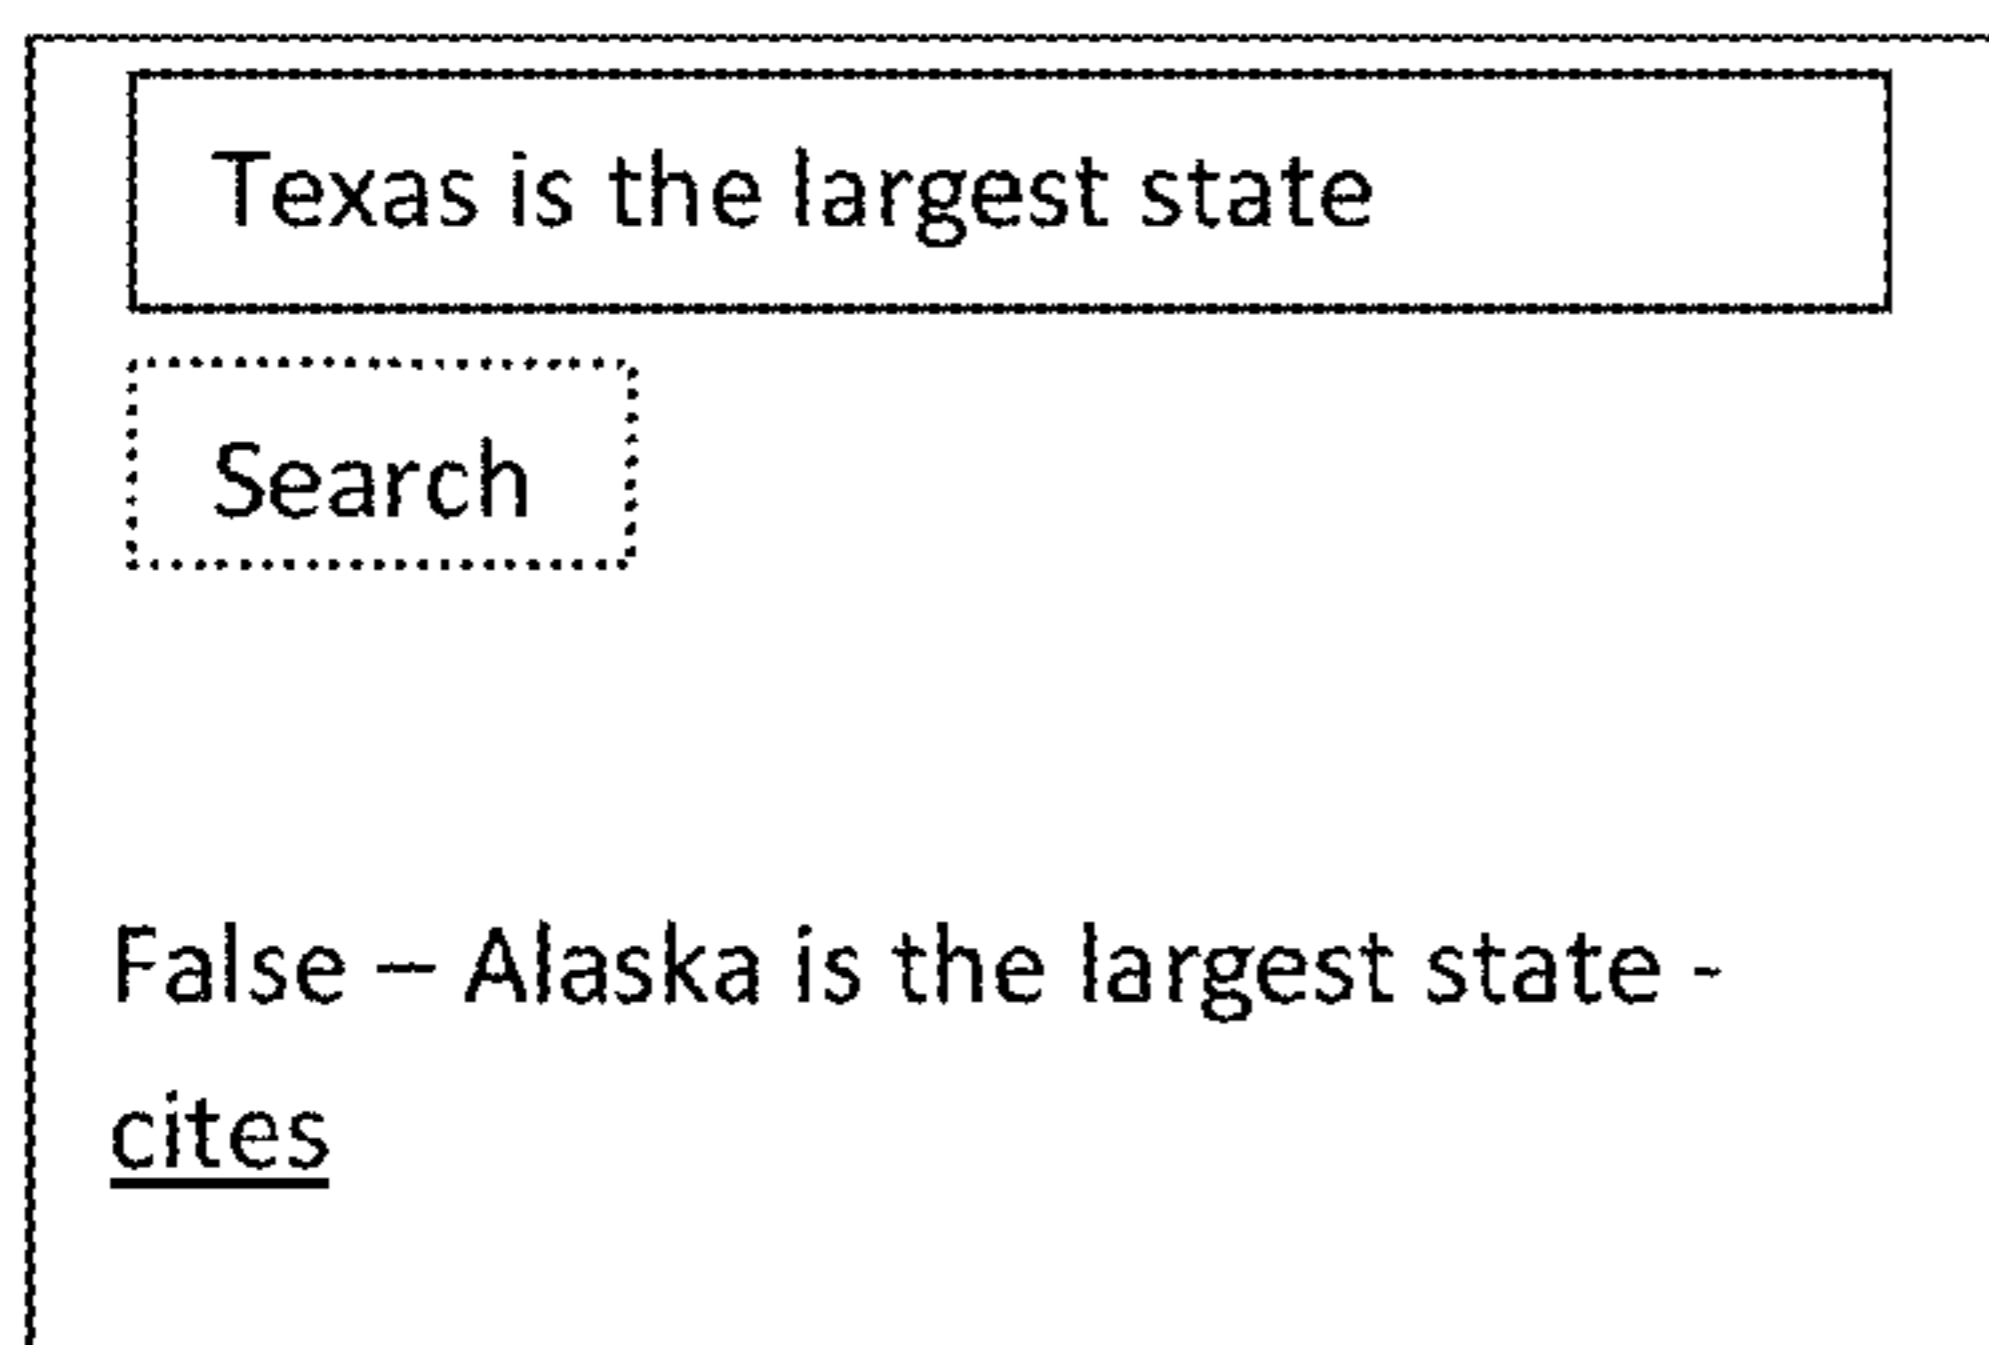 Texas is the largest state
Search
False – Alaska is the largest state -
cites